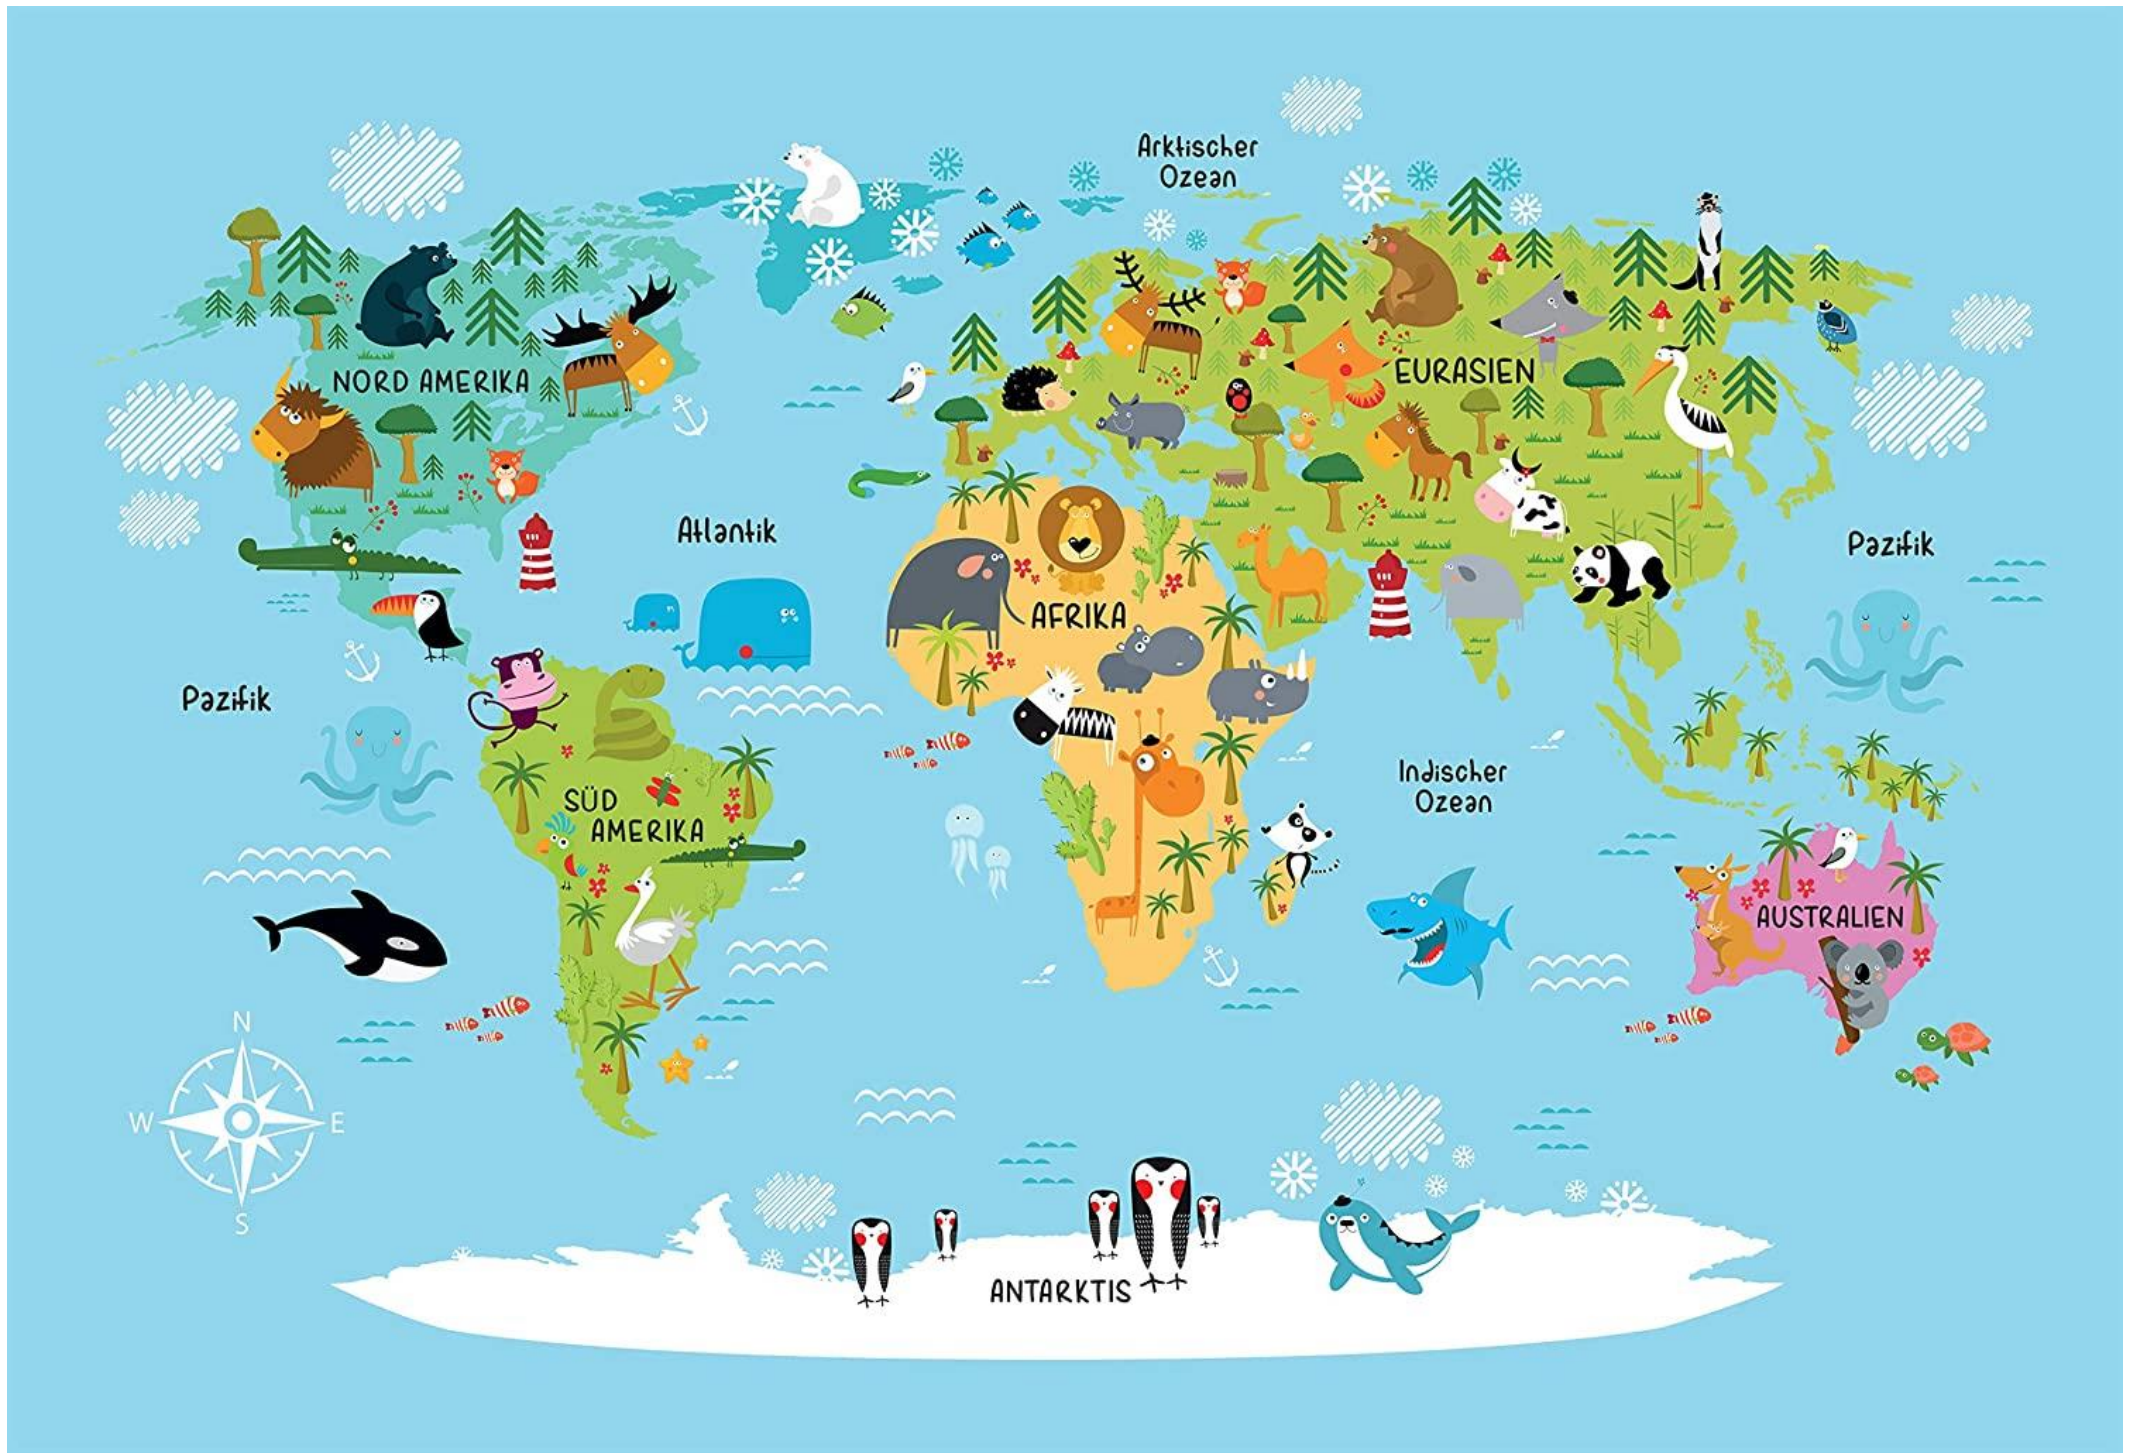 Arktischer
Ozean
NORD AMERIKA
EURASIEN
Atlantik
Pazifik
AFRIKA
Pazifik
Indischer
Ozean
SÜD
AMERIKA
AUSTRALIEN
N
W
E
S
ANTARKTIS